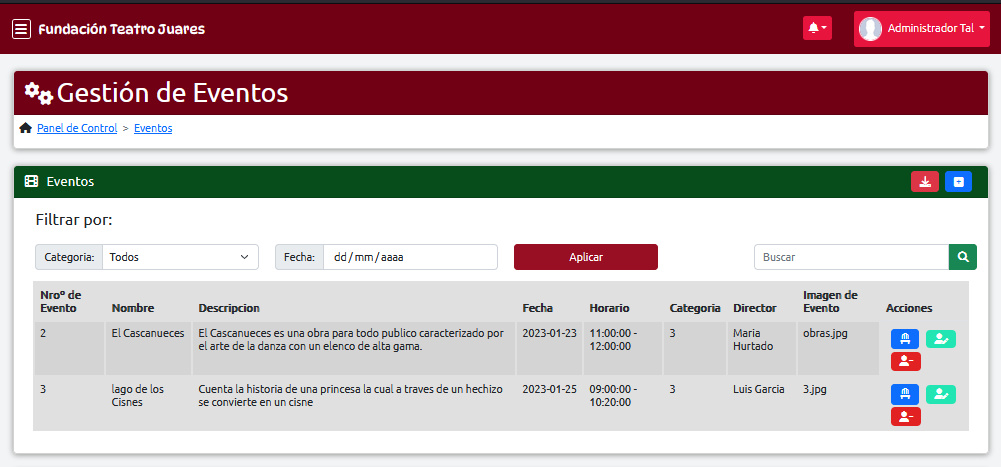 Fundación Teatro Juares
Administrador Tal
Gestión de Eventos
Panel de Control > Eventos
Eventos
Filtrar por:
Categoria: Todos Fecha: dd/mm/aaaa Aplicar Buscar
Nroº de Evento Nombre Descripcion Fecha Horario Categoria Director Imagen de Evento Acciones
2 El Cascanueces El Cascanueces es una obra para todo publico caracterizado por 2023-01-23 11:00:00 - 3 Maria obras.jpg
el arte de la danza con un elenco de alta gama. 12:00:00 Hurtado
3 lago de los Cuenta la historia de una princesa la cual a traves de un hechizo 2023-01-25 09:00:00 - 3 Luis Garcia 3.jpg
Cisnes se convierte en un cisne 10:20:00